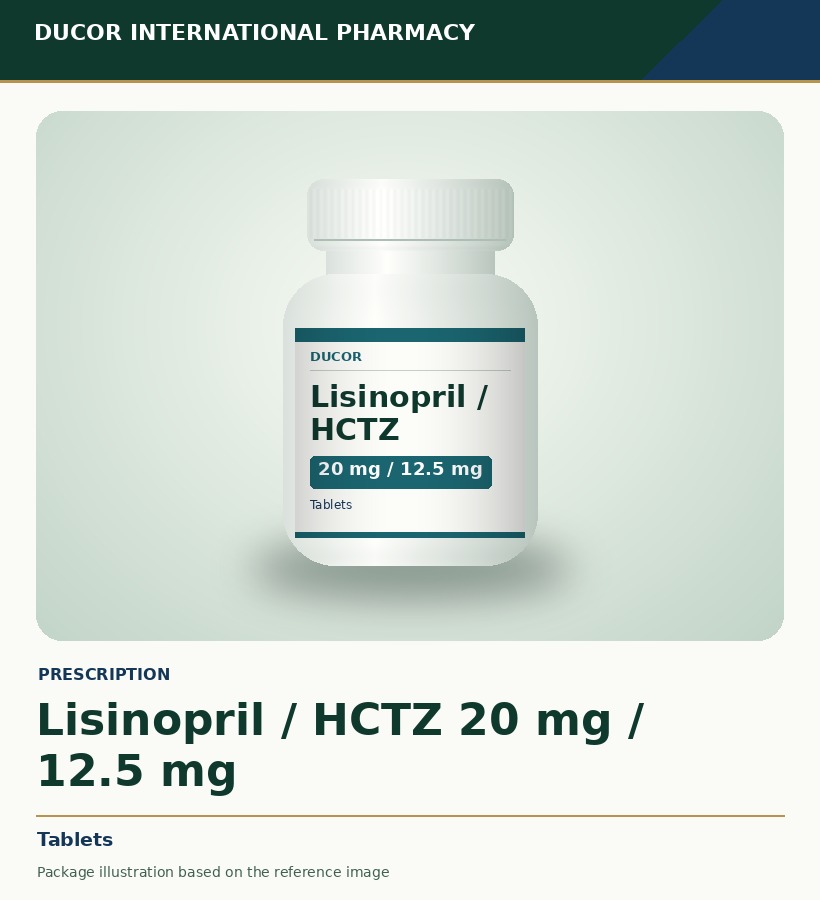 DUCOR INTERNATIONAL PHARMACY
DUCOR
Lisinopril /
HCTZ
20 mg / 12.5 mg
Tablets
PRESCRIPTION
Lisinopril / HCTZ 20 mg /
12.5 mg
Tablets
Package illustration based on the reference image